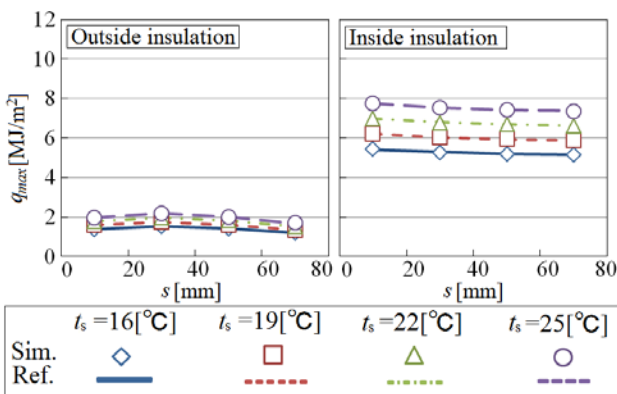 Outside insulation
Inside insulation
12
10
8
6
4
2
0
q_max [MJ/m²]
0 20 40 60 80
0 20 40 60 80
s [mm]
s [mm]
t_s =16[℃] t_s =19[℃] t_s =22[℃] t_s =25[℃]
Sim.
Ref.